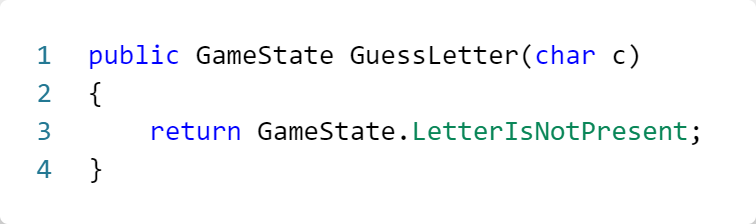 1 public GameState GuessLetter(char c)
2 {
3     return GameState.LetterIsNotPresent;
4 }